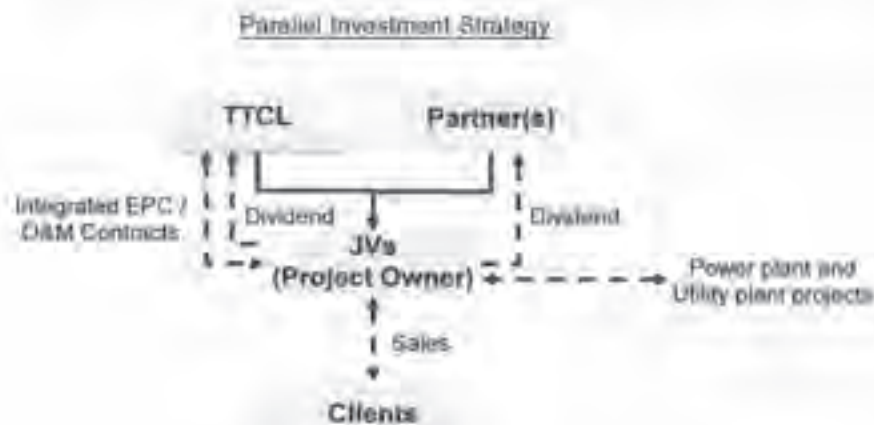 Parallel Investment Strategy
TTCL
Partner(s)
Integrated EPC /
O&M Contracts
Dividend
Dividend
JVs
(Project Owner)
Power plant and
Utility plant projects
Sales
Clients